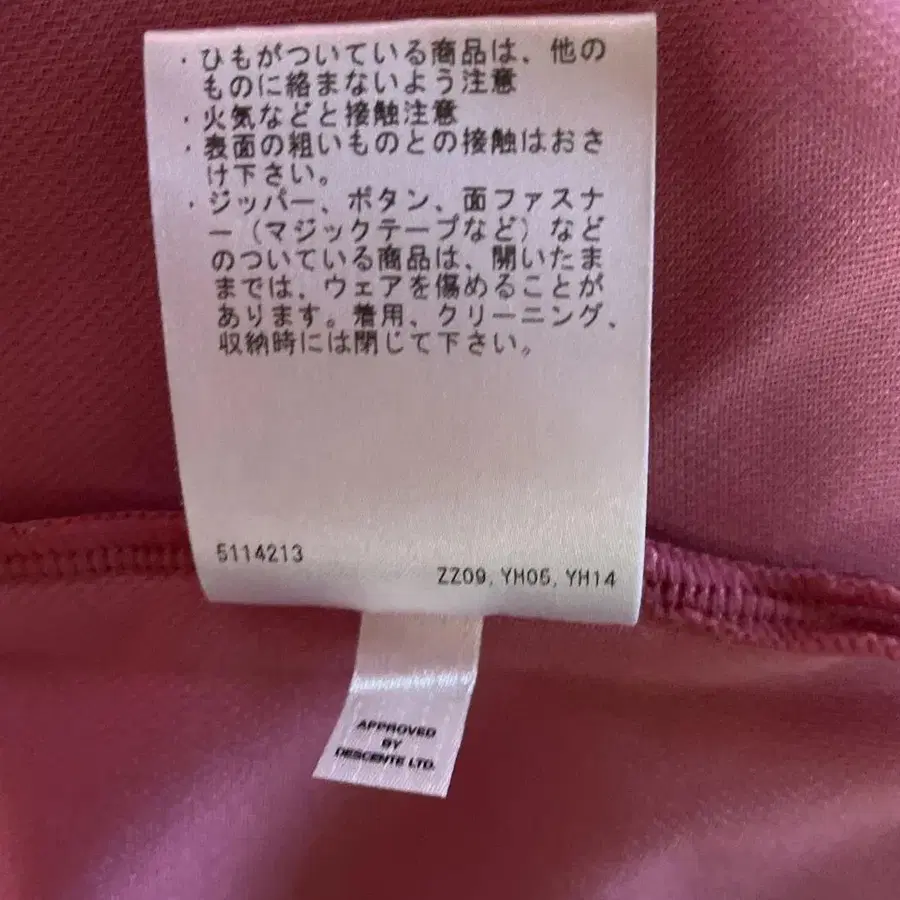 ・ひもがついている商品は、他の
ものに絡まないよう注意
・火気などと接触注意
・表面の粗いものとの接触はおさ
け下さい。
・ジッパー、ボタン、面ファスナ
ー（マジックテープなど）など
のついている商品は、開いたま
までは、ウェアを傷めることが
あります。着用、クリーニング、
収納時には閉じて下さい。
5114213
ZZ09,YH05,YH14
APPROVED
BY
DESCENTE LTD.